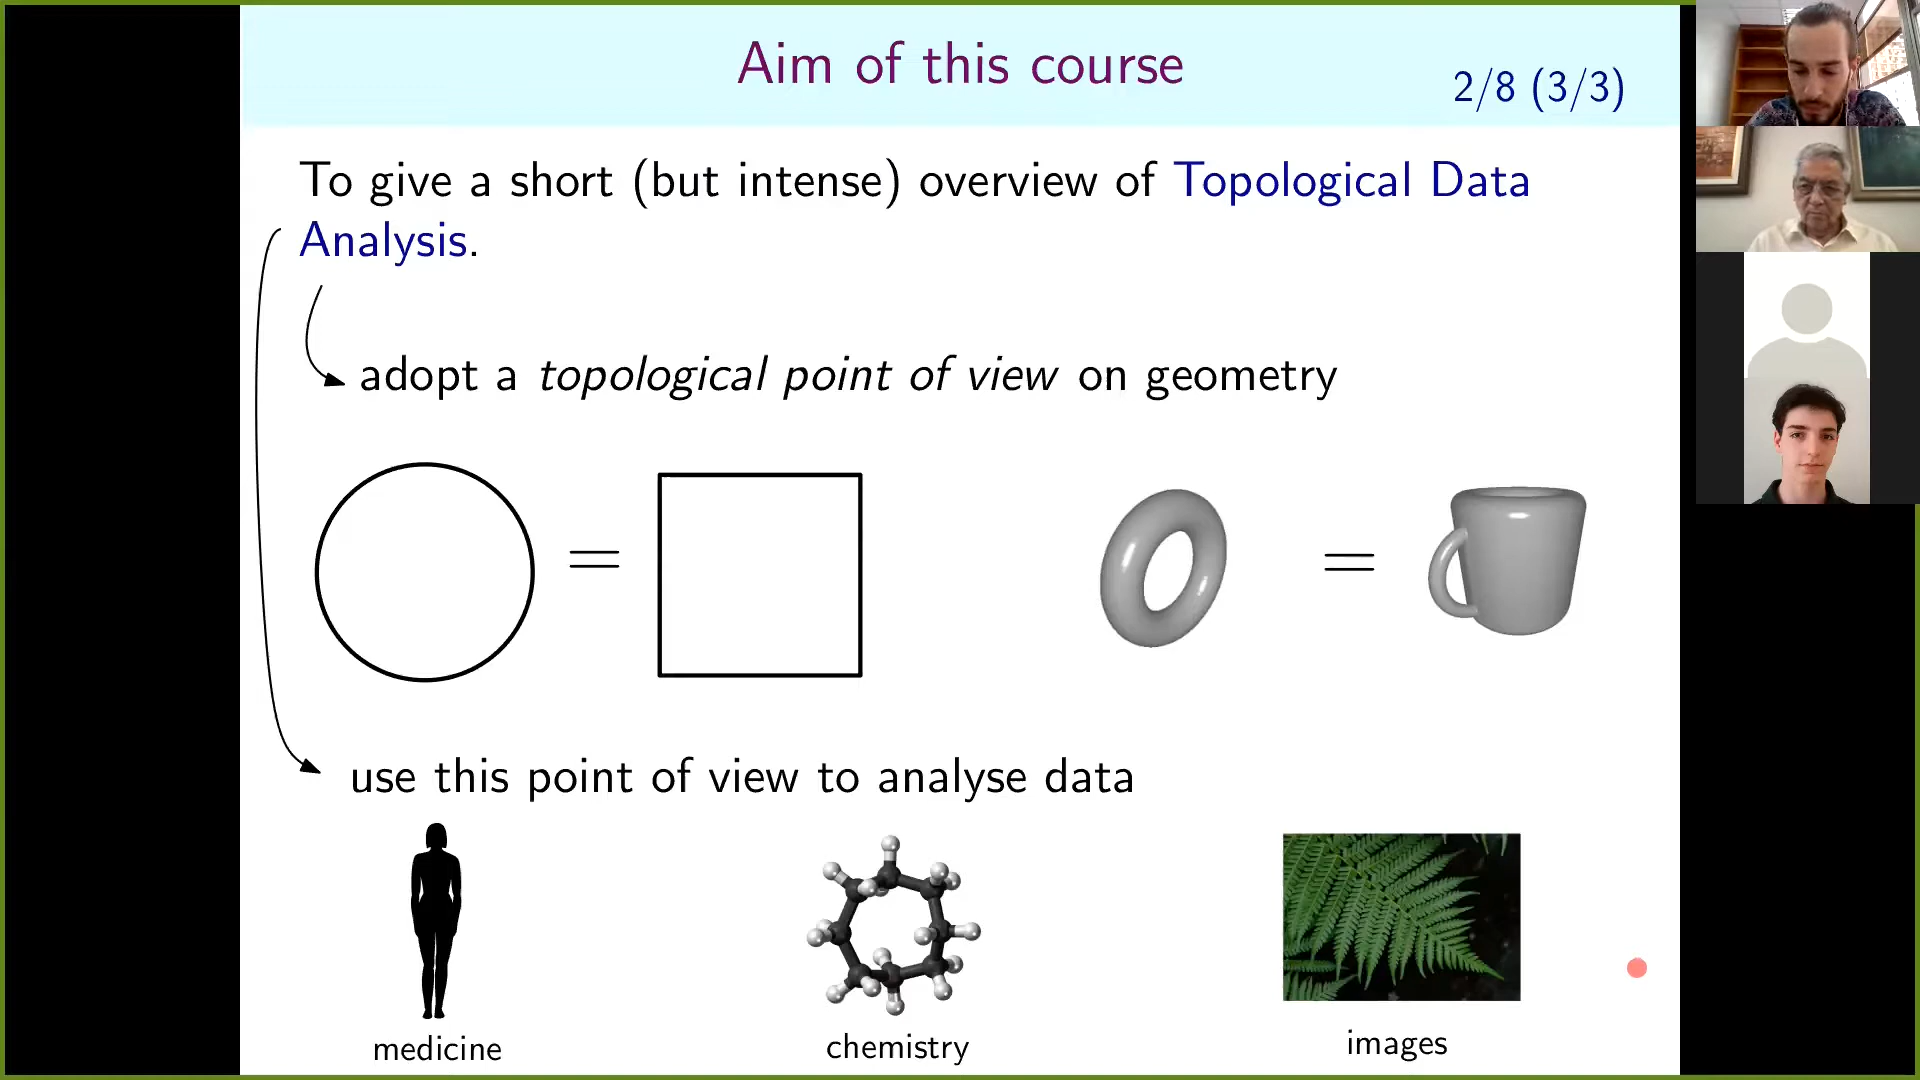 Aim of this course
2/8 (3/3)
To give a short (but intense) overview of Topological Data
Analysis.
adopt a topological point of view on geometry
=
=
use this point of view to analyse data
medicine
chemistry
images